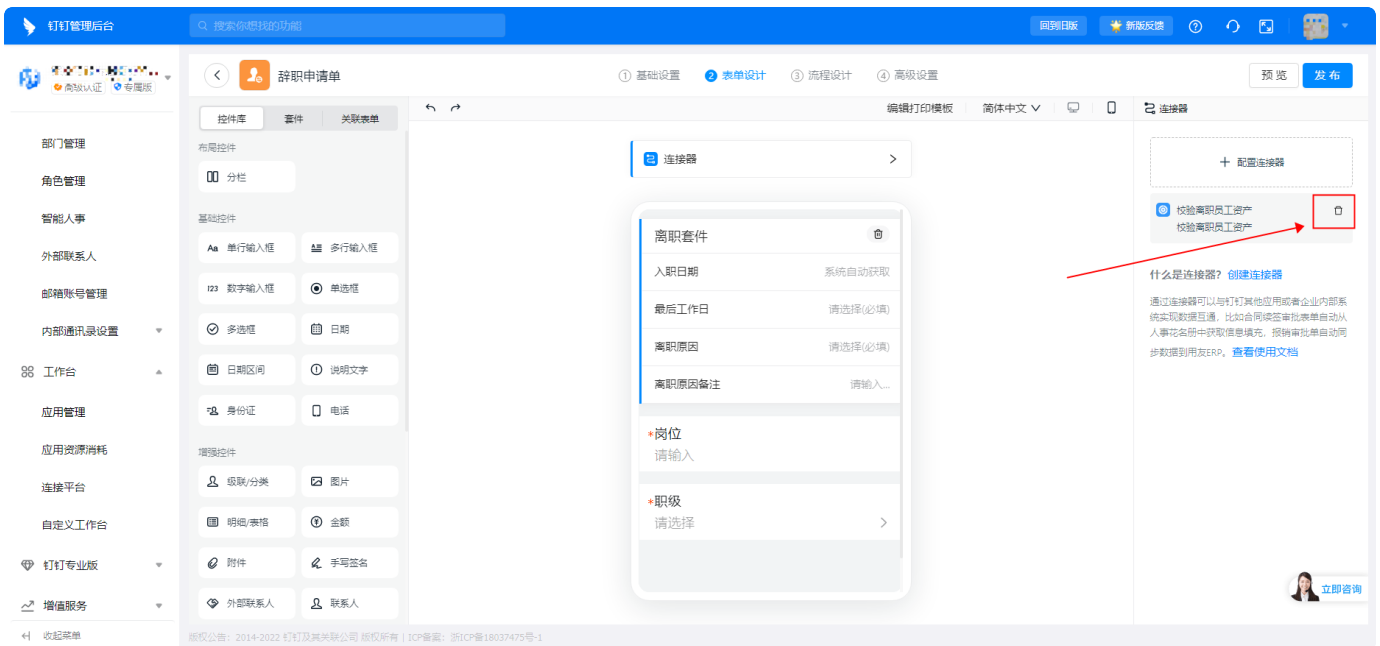 钉钉管理后台
搜索你想找的功能
回到旧版
新版反馈
高级认证
专属版
部门管理
角色管理
智能人事
外部联系人
邮箱账号管理
内部通讯录设置
工作台
应用管理
应用资源消耗
连接平台
自定义工作台
钉钉专业版
增值服务
收起菜单
辞职申请单
1 基础设置
2 表单设计
3 流程设计
4 高级设置
预览
发布
控件库
套件
关联表单
布局控件
分栏
基础控件
Aa 单行输入框
多行输入框
123 数字输入框
单选框
多选框
日期
日期区间
说明文字
身份证
电话
增强控件
级联/分类
图片
明细/表格
金额
附件
手写签名
外部联系人
联系人
编辑打印模板
简体中文
连接器
离职套件
入职日期
系统自动获取
最后工作日
请选择(必填)
离职原因
请选择(必填)
离职原因备注
请输入...
*岗位
请输入
*职级
请选择
连接器
+ 配置连接器
校验离职员工资产
校验离职员工资产
什么是连接器? 创建连接器
通过连接器可以与钉钉其他应用或者企业内部系
统实现数据互通，比如合同续签审批表单自动从
人事花名册中获取信息填充，报销审批单自动同
步数据到用友ERP。查看使用文档
立即咨询
版权公告：2014-2022 钉钉及其关联公司 版权所有 | ICP备案：浙ICP备18037475号-1